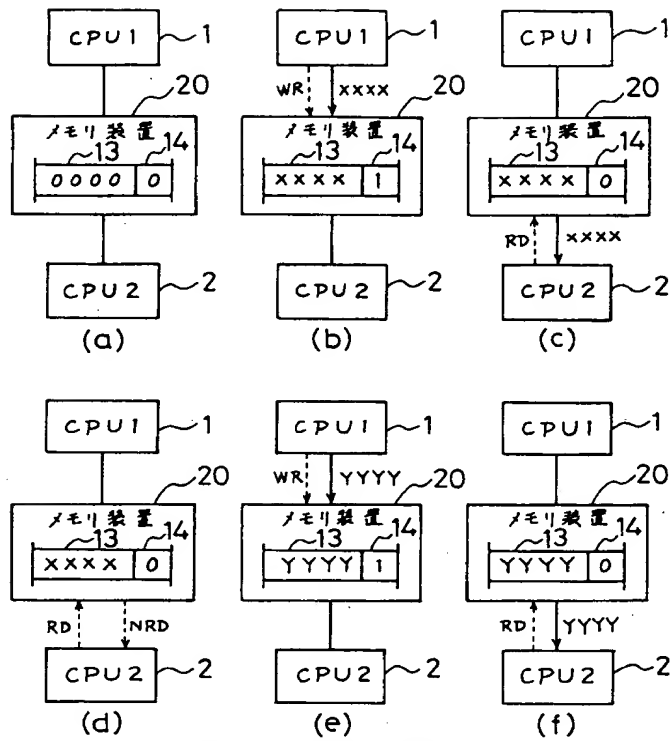 CPU1 1
20
メモリ装置
13 14
0000 0
CPU2 2
(a)
CPU1 1
WR XXXX
20
メモリ装置
13 14
XXXX 1
CPU2 2
(b)
CPU1 1
20
メモリ装置
13 14
XXXX 0
RD XXXX
CPU2 2
(c)
CPU1 1
20
メモリ装置
13 14
XXXX 0
RD NRD
CPU2 2
(d)
CPU1 1
WR YYYY
20
メモリ装置
13 14
YYYY 1
CPU2 2
(e)
CPU1 1
20
メモリ装置
13 14
YYYY 0
RD YYYY
CPU2 2
(f)